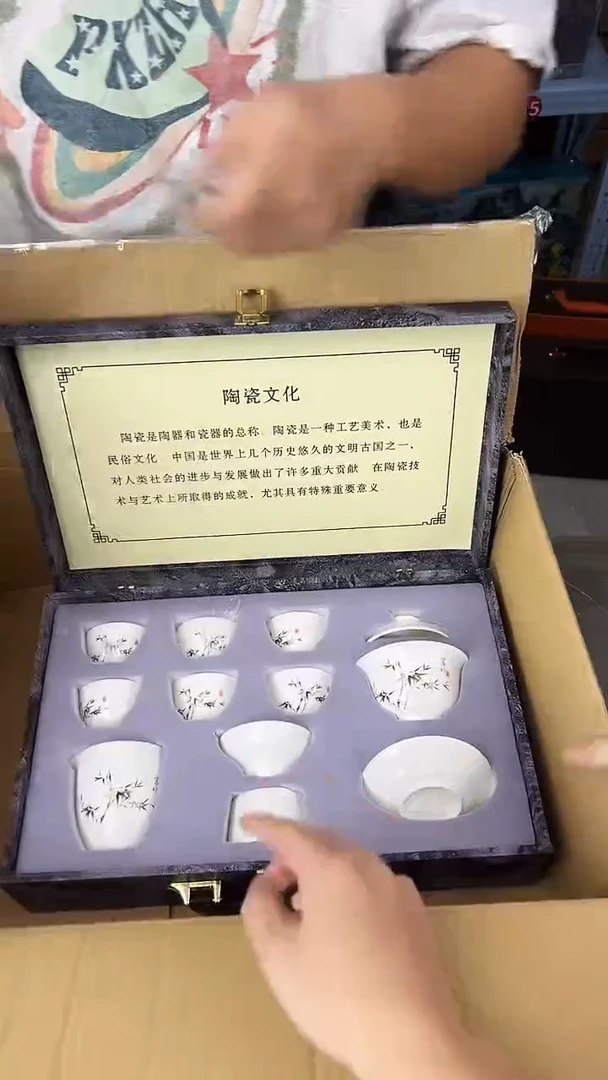 陶瓷文化
陶瓷是陶器和瓷器的总称 陶瓷是一种工艺美术，也是
民俗文化 中国是世界上几个历史悠久的文明古国之一，
对人类社会的进步与发展做出了许多重大贡献 在陶瓷技
术与艺术上所取得的成就，尤其具有特殊重要意义
5